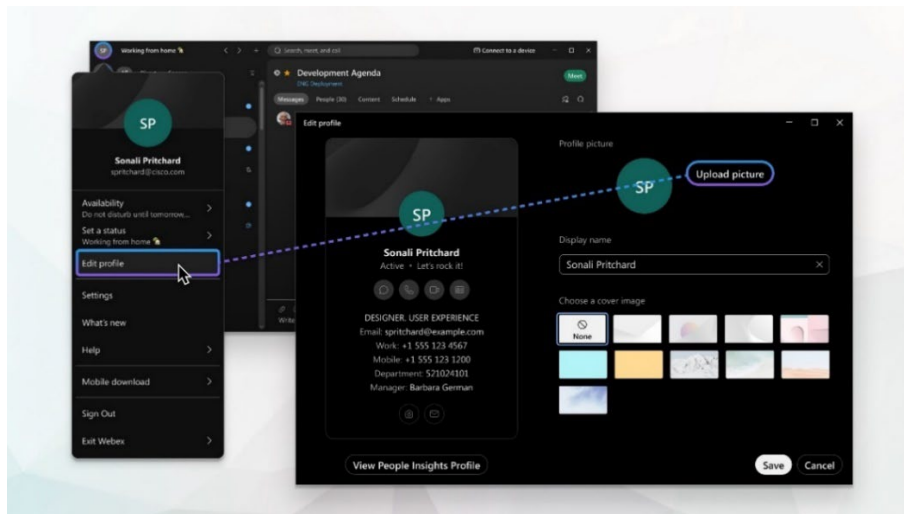 SP
Working from home
Search, meet, and call
Connect to a device
Development Agenda
Meet
Messages
People (30)
Content
Schedule
+ Apps
SP
Sonali Pritchard
spritchard@cisco.com
Availability
Do not disturb until tomorrow...
Set a status
Working from home
Edit profile
Settings
What's new
Help
Mobile download
Sign Out
Exit Webex
Edit profile
SP
Sonali Pritchard
Active • Let's rock it!
DESIGNER. USER EXPERIENCE
Email: spritchard@example.com
Work: +1 555 123 4567
Mobile: +1 555 123 1200
Department: 521024101
Manager: Barbara German
View People Insights Profile
Profile picture
SP
Upload picture
Display name
Sonali Pritchard
Choose a cover image
None
Save
Cancel